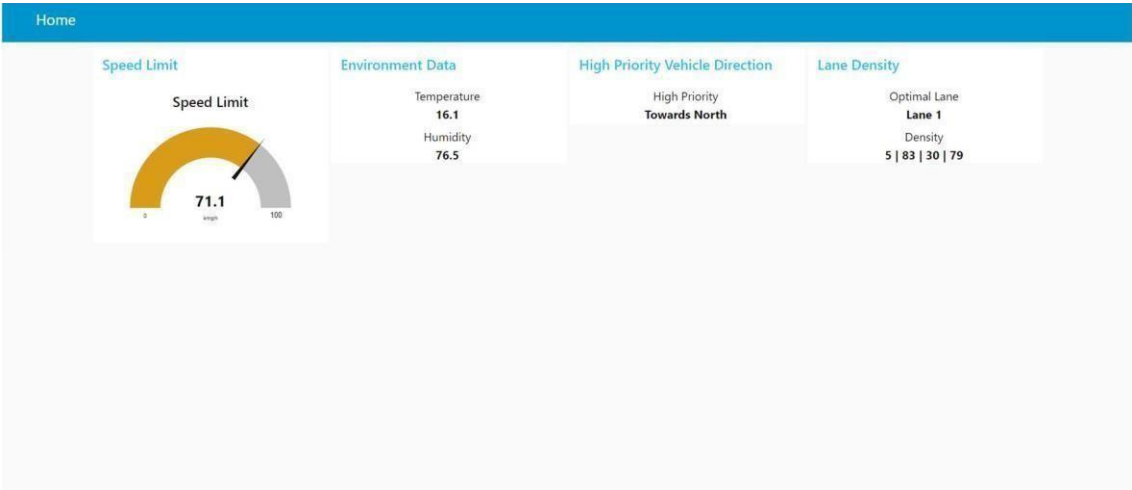 Home
Speed Limit
Speed Limit
71.1
kmph
0
100
Environment Data
Temperature
16.1
Humidity
76.5
High Priority Vehicle Direction
High Priority
Towards North
Lane Density
Optimal Lane
Lane 1
Density
5 | 83 | 30 | 79